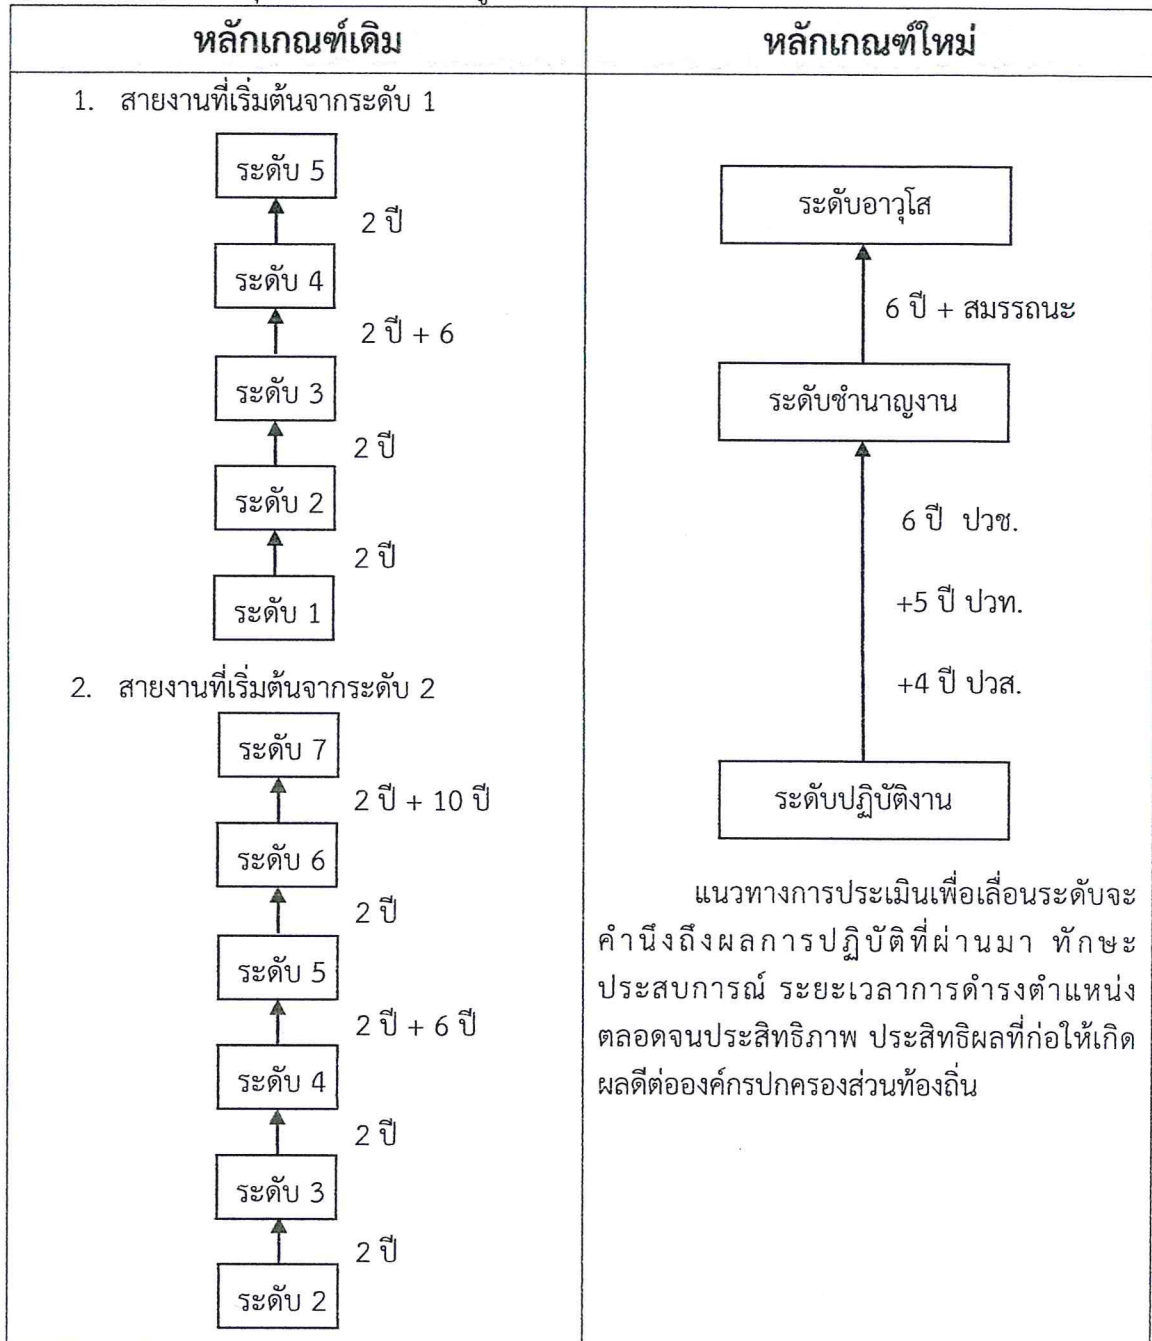 หลักเกณฑ์เดิม
หลักเกณฑ์ใหม่
1. สายงานที่เริ่มต้นจากระดับ 1
ระดับ 5
2 ปี
ระดับ 4
2 ปี + 6
ระดับ 3
2 ปี
ระดับ 2
2 ปี
ระดับ 1
2. สายงานที่เริ่มต้นจากระดับ 2
ระดับ 7
2 ปี + 10 ปี
ระดับ 6
2 ปี
ระดับ 5
2 ปี + 6 ปี
ระดับ 4
2 ปี
ระดับ 3
2 ปี
ระดับ 2
ระดับอาวุโส
6 ปี + สมรรถนะ
ระดับชำนาญงาน
6 ปี ปวช.
+5 ปี ปวท.
+4 ปี ปวส.
ระดับปฏิบัติงาน
แนวทางการประเมินเพื่อเลื่อนระดับจะ
คำนึงถึงผลการปฏิบัติที่ผ่านมา ทักษะ
ประสบการณ์ ระยะเวลาการดำรงตำแหน่ง
ตลอดจนประสิทธิภาพ ประสิทธิผลที่ก่อให้เกิด
ผลดีต่อองค์กรปกครองส่วนท้องถิ่น